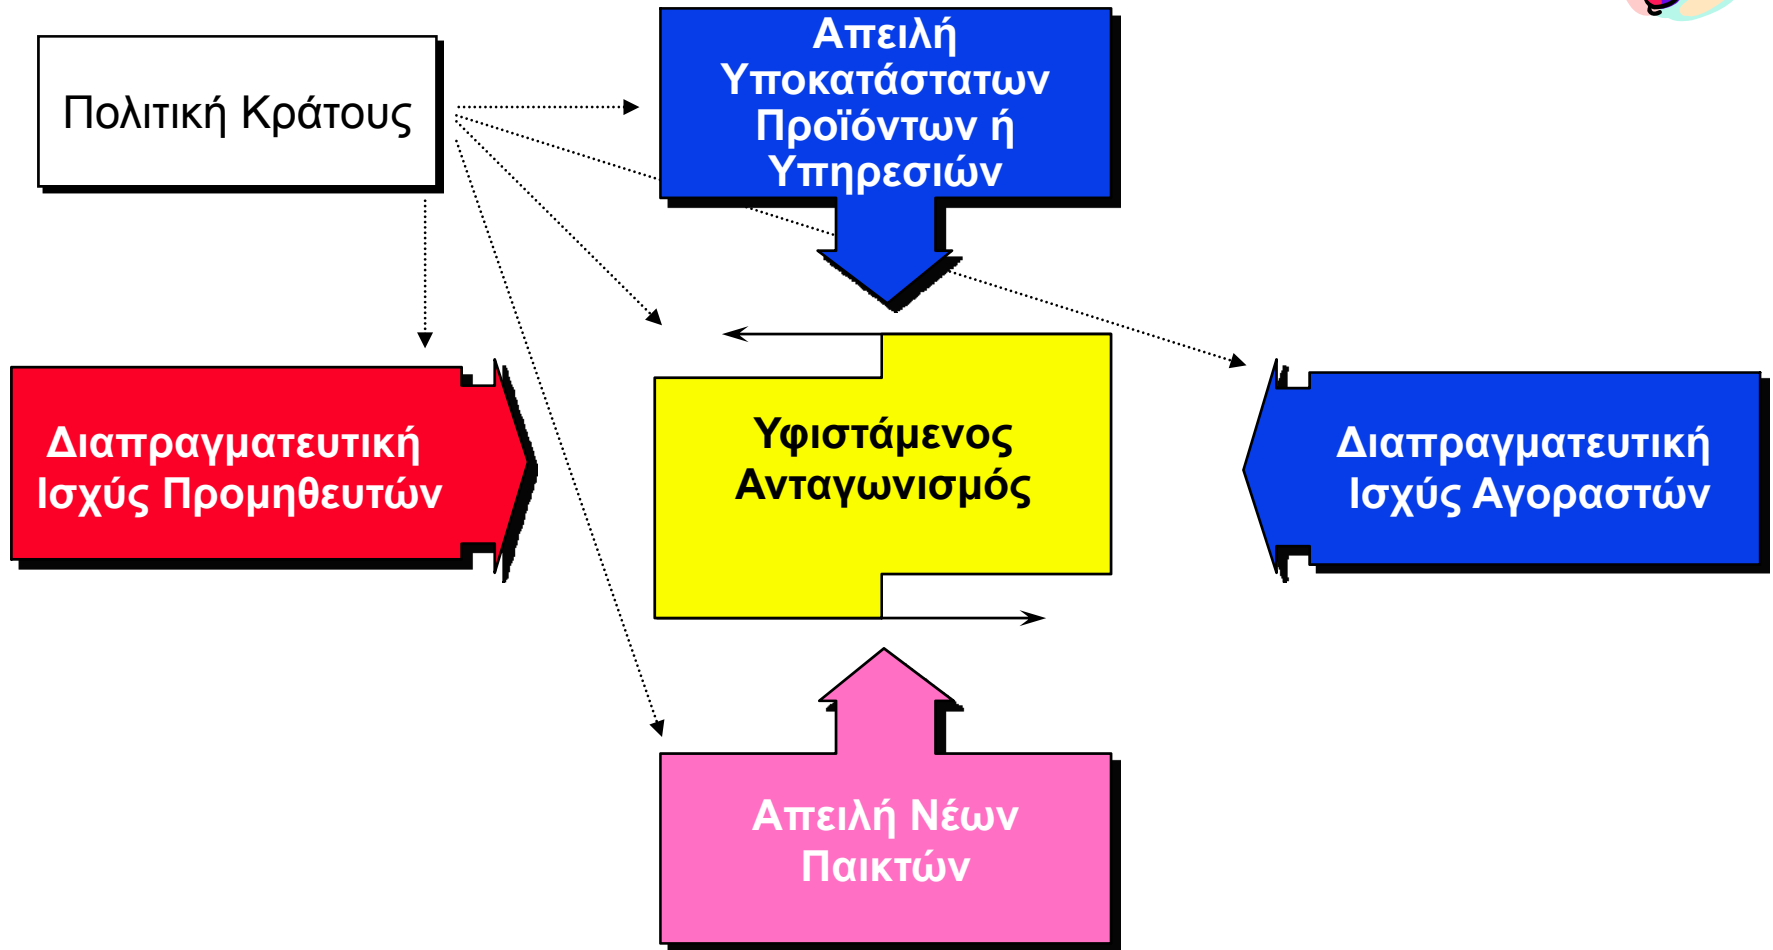 Πολιτική Κράτους
Απειλή
Υποκατάστατων
Προϊόντων ή
Υπηρεσιών
Διαπραγματευτική
Ισχύς Προμηθευτών
Υφιστάμενος
Ανταγωνισμός
Διαπραγματευτική
Ισχύς Αγοραστών
Απειλή Νέων
Παικτών